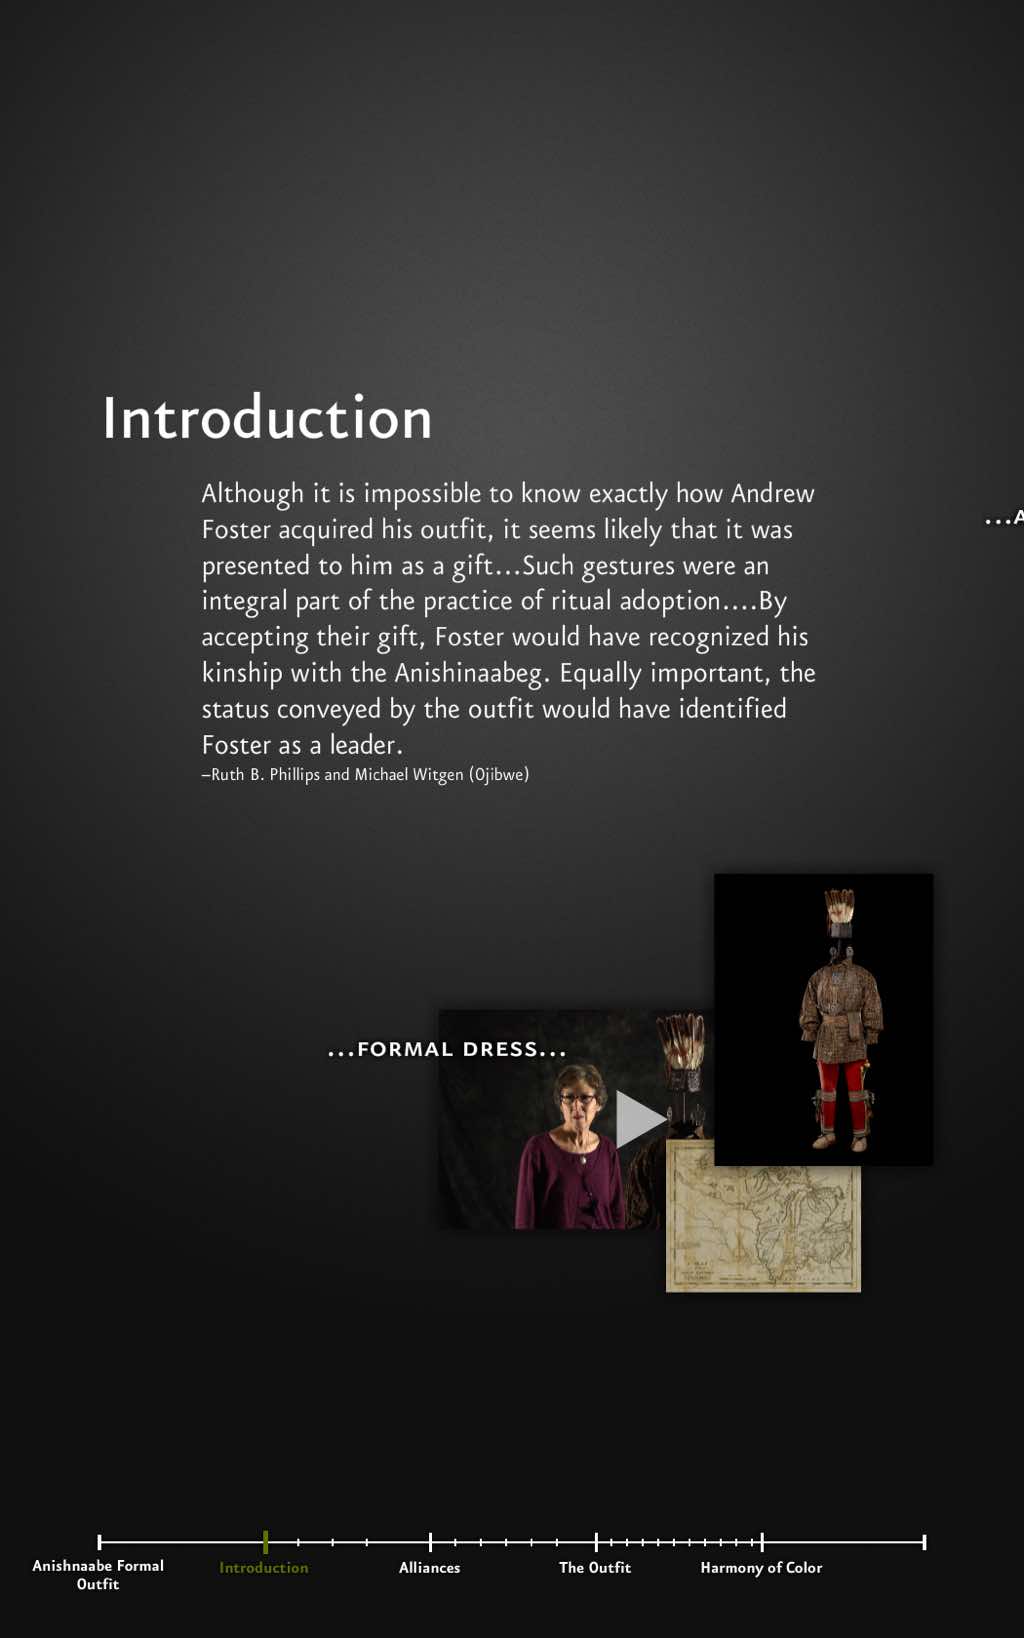 Introduction
Although it is impossible to know exactly how Andrew
Foster acquired his outfit, it seems likely that it was
presented to him as a gift...Such gestures were an
integral part of the practice of ritual adoption....By
accepting their gift, Foster would have recognized his
kinship with the Anishinaabeg. Equally important, the
status conveyed by the outfit would have identified
Foster as a leader.
–Ruth B. Phillips and Michael Witgen (Ojibwe)
...A
...FORMAL DRESS...
Anishnaabe Formal
Outfit
Introduction
Alliances
The Outfit
Harmony of Color